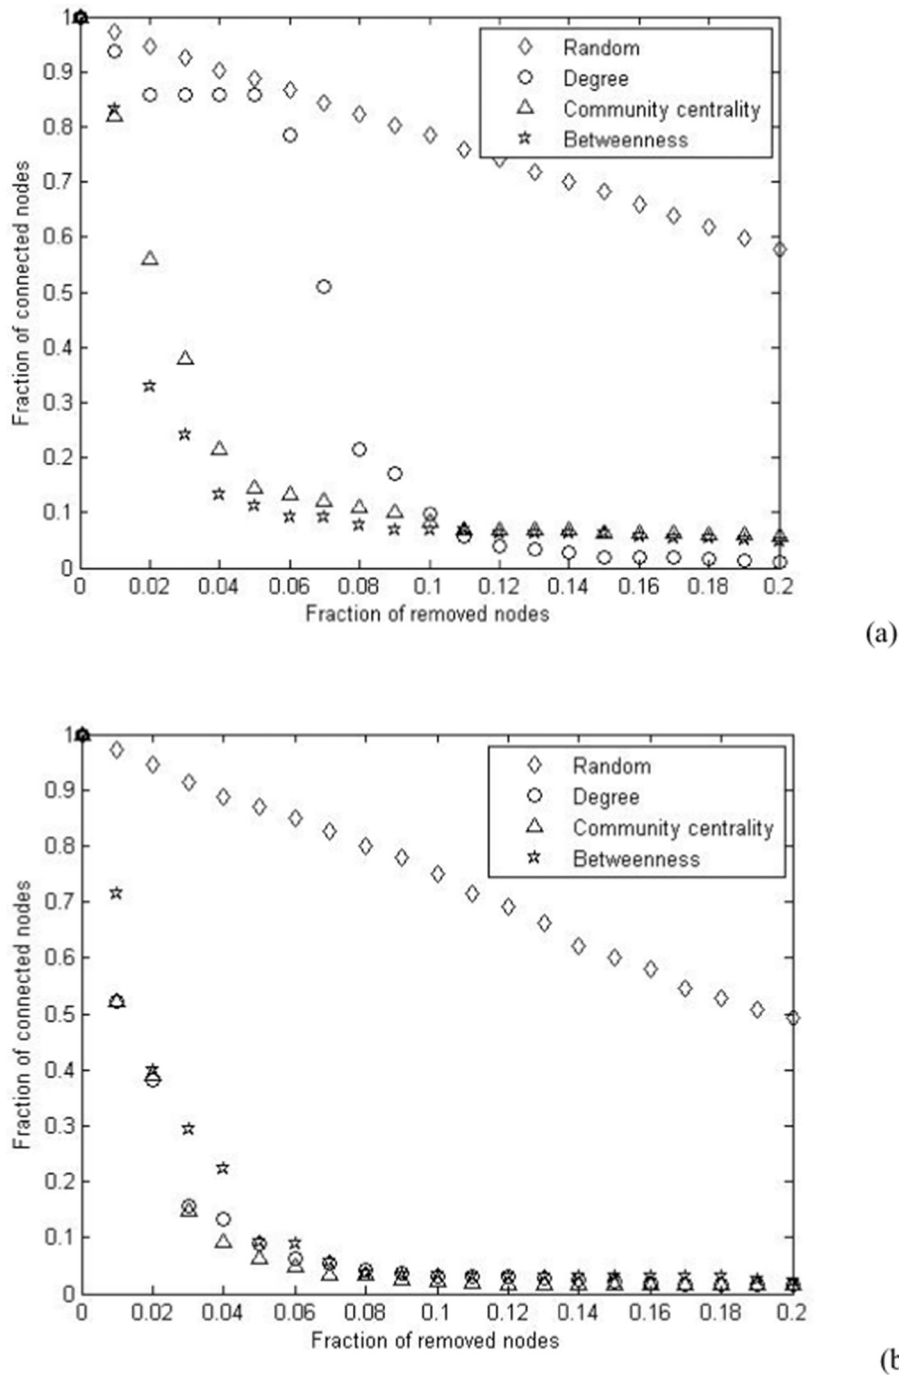 1
0.9
0.8
0.7
0.6
0.5
0.4
0.3
0.2
0.1
0
Fraction of connected nodes
Random
Degree
Community centrality
Betweenness
0 0.02 0.04 0.06 0.08 0.1 0.12 0.14 0.16 0.18 0.2
Fraction of removed nodes
(a)
1
0.9
0.8
0.7
0.6
0.5
0.4
0.3
0.2
0.1
0
Fraction of connected nodes
Random
Degree
Community centrality
Betweenness
0 0.02 0.04 0.06 0.08 0.1 0.12 0.14 0.16 0.18 0.2
Fraction of removed nodes
(b